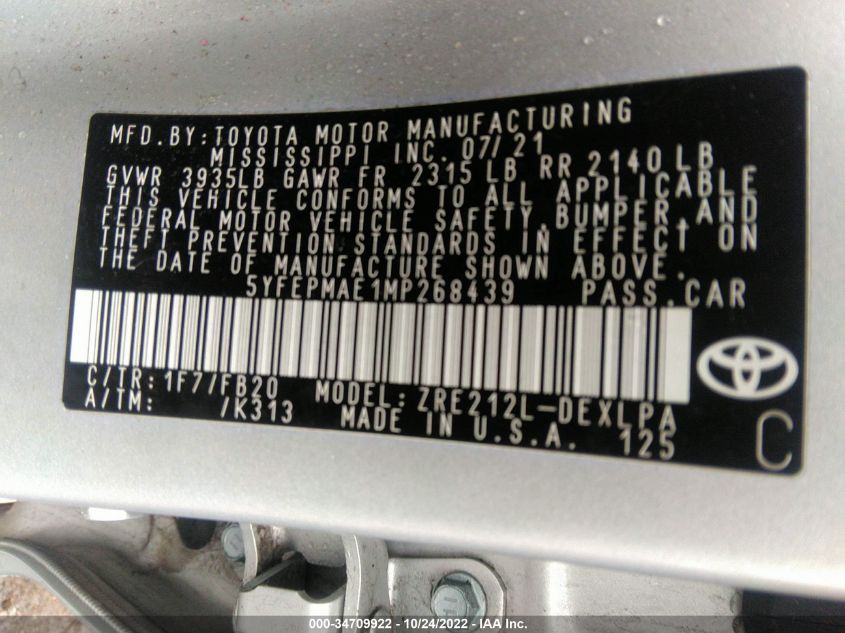 MFD.BY:TOYOTA MOTOR MANUFACTURING
MISSISSIPPI INC. 07/21
GVWR 3935LB GAWR FR 2315 LB RR 2140LB
THIS VEHICLE CONFORMS TO ALL APPLICABLE
FEDERAL MOTOR VEHICLE SAFETY,BUMPER,AND
THEFT PREVENTION STANDARDS IN EFFECT ON
THE DATE OF MANUFACTURE SHOWN ABOVE.
5YFEPMAE1MP268439 PASS.CAR
C/TR:1F7/FB20 MODEL:ZRE212L-DEXLPA
A/TM: /K313 MADE IN U.S.A. 125
C
000-34709922 - 10/24/2022 - IAA Inc.